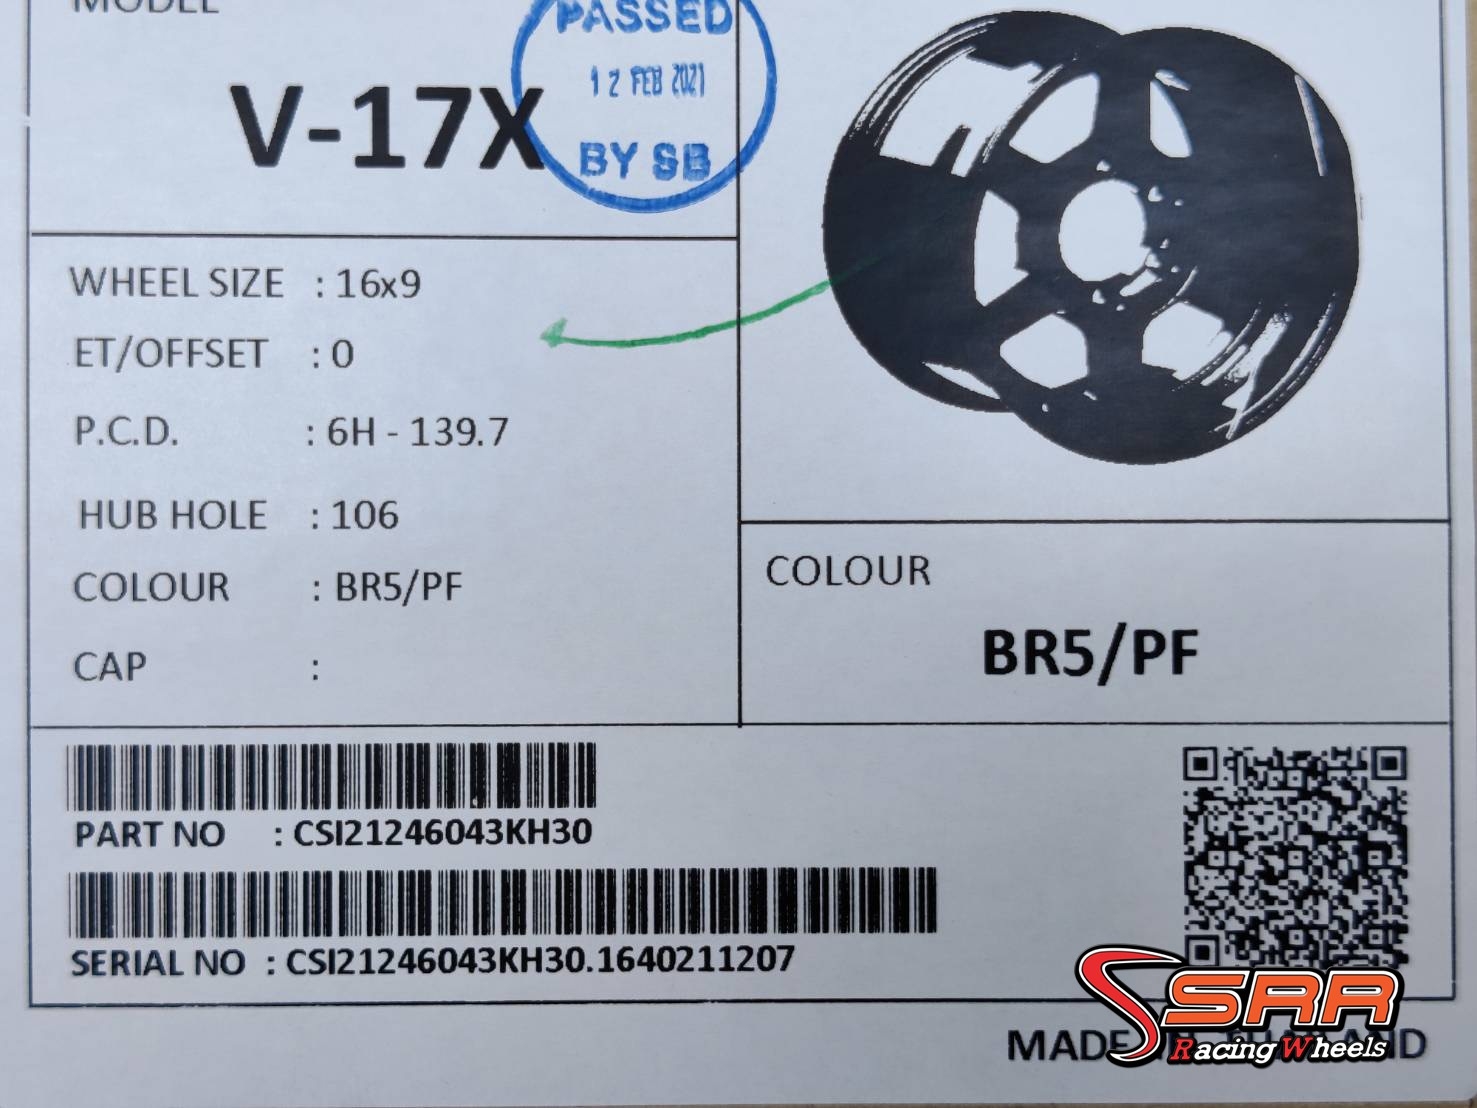 MODEL
V-17X
PASSED
12 FEB 2021
BY SB
WHEEL SIZE : 16x9
ET/OFFSET : 0
P.C.D. : 6H - 139.7
HUB HOLE : 106
COLOUR : BR5/PF
CAP :
COLOUR
BR5/PF
PART NO : CSI21246043KH30
SERIAL NO : CSI21246043KH30.1640211207
MADE IN THAILAND
SRR
Racing Wheels